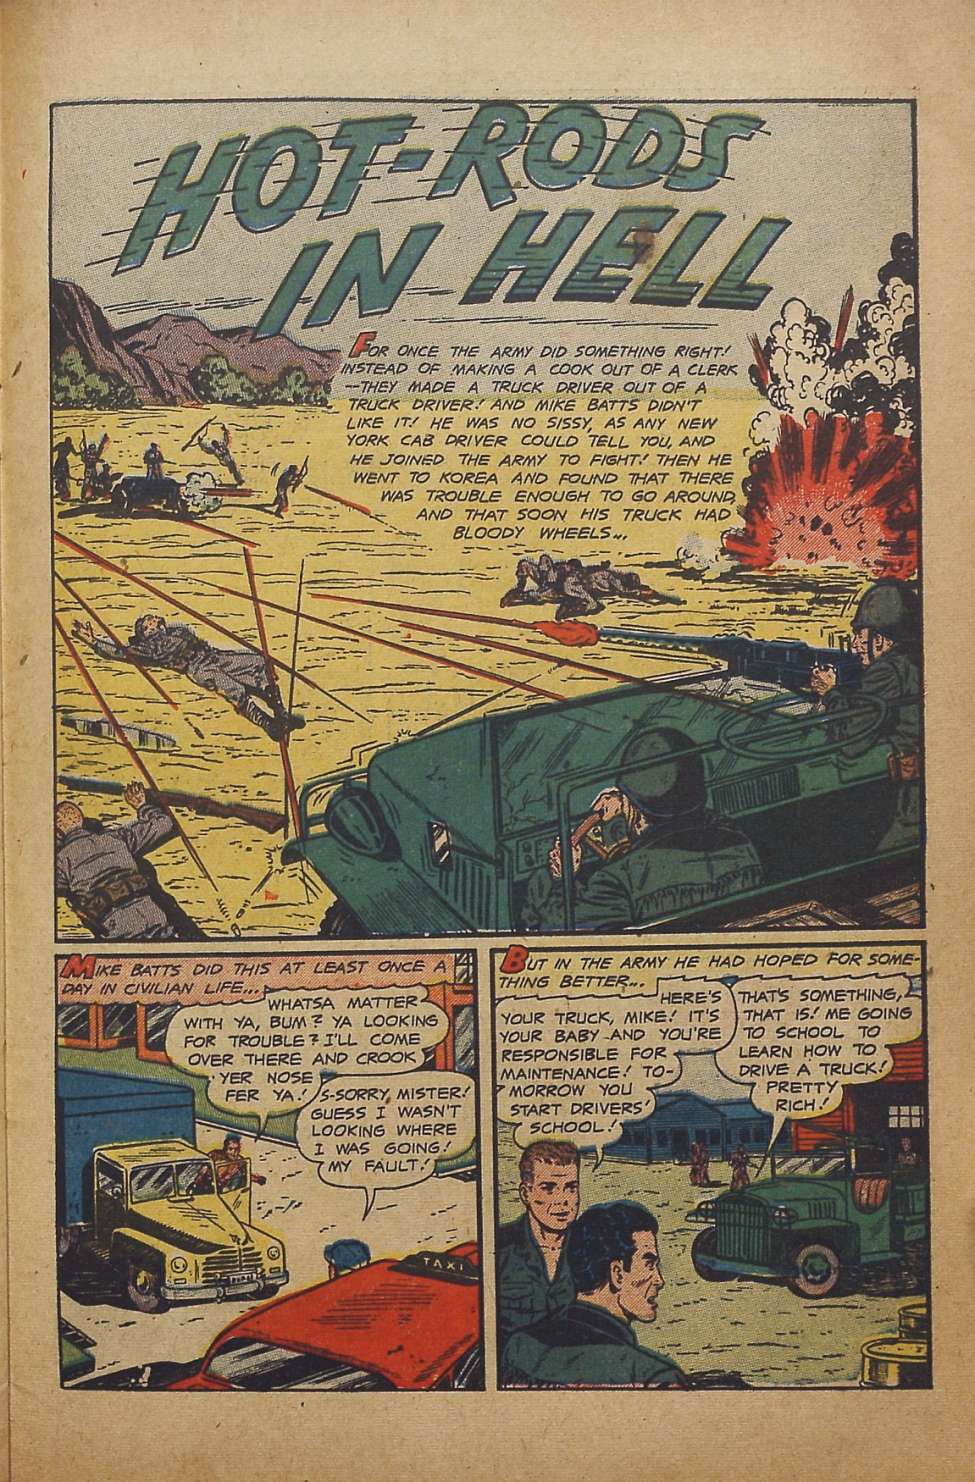 HOT-RODS
IN HELL
FOR ONCE THE ARMY DID SOMETHING RIGHT!
INSTEAD OF MAKING A COOK OUT OF A CLERK
--THEY MADE A TRUCK DRIVER OUT OF A
TRUCK DRIVER! AND MIKE BATTS DIDN'T
LIKE IT! HE WAS NO SISSY, AS ANY NEW
YORK CAB DRIVER COULD TELL YOU, AND
HE JOINED THE ARMY TO FIGHT! THEN HE
WENT TO KOREA AND FOUND THAT THERE
WAS TROUBLE ENOUGH TO GO AROUND,
AND THAT SOON HIS TRUCK HAD
BLOODY WHEELS...
MIKE BATTS DID THIS AT LEAST ONCE A
DAY IN CIVILIAN LIFE...
WHATSA MATTER
WITH YA, BUM? YA LOOKING
FOR TROUBLE? I'LL COME
OVER THERE AND CROOK
YER NOSE
FER YA!
S-SORRY, MISTER!
GUESS I WASN'T
LOOKING WHERE
I WAS GOING!
MY FAULT!
TAXI
BUT IN THE ARMY HE HAD HOPED FOR SOME-
THING BETTER...
HERE'S
YOUR TRUCK, MIKE! IT'S
YOUR BABY AND YOU'RE
RESPONSIBLE FOR
MAINTENANCE! TO-
MORROW YOU
START DRIVERS'
SCHOOL!
THAT'S SOMETHING,
THAT IS! ME GOING
TO SCHOOL TO
LEARN HOW TO
DRIVE A TRUCK!
PRETTY
RICH!